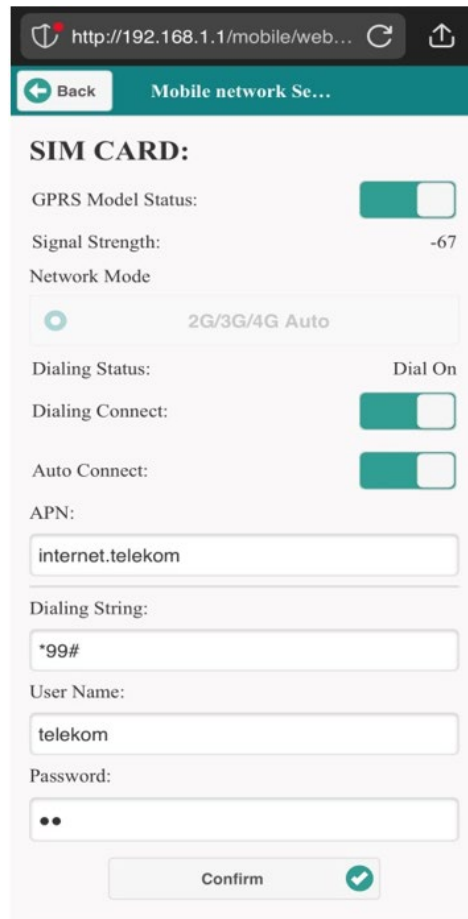 http://192.168.1.1/mobile/web...
Back Mobile network Se...
SIM CARD:
GPRS Model Status:
Signal Strength: -67
Network Mode
2G/3G/4G Auto
Dialing Status: Dial On
Dialing Connect:
Auto Connect:
APN:
internet.telekom
Dialing String:
*99#
User Name:
telekom
Password:
●●
Confirm